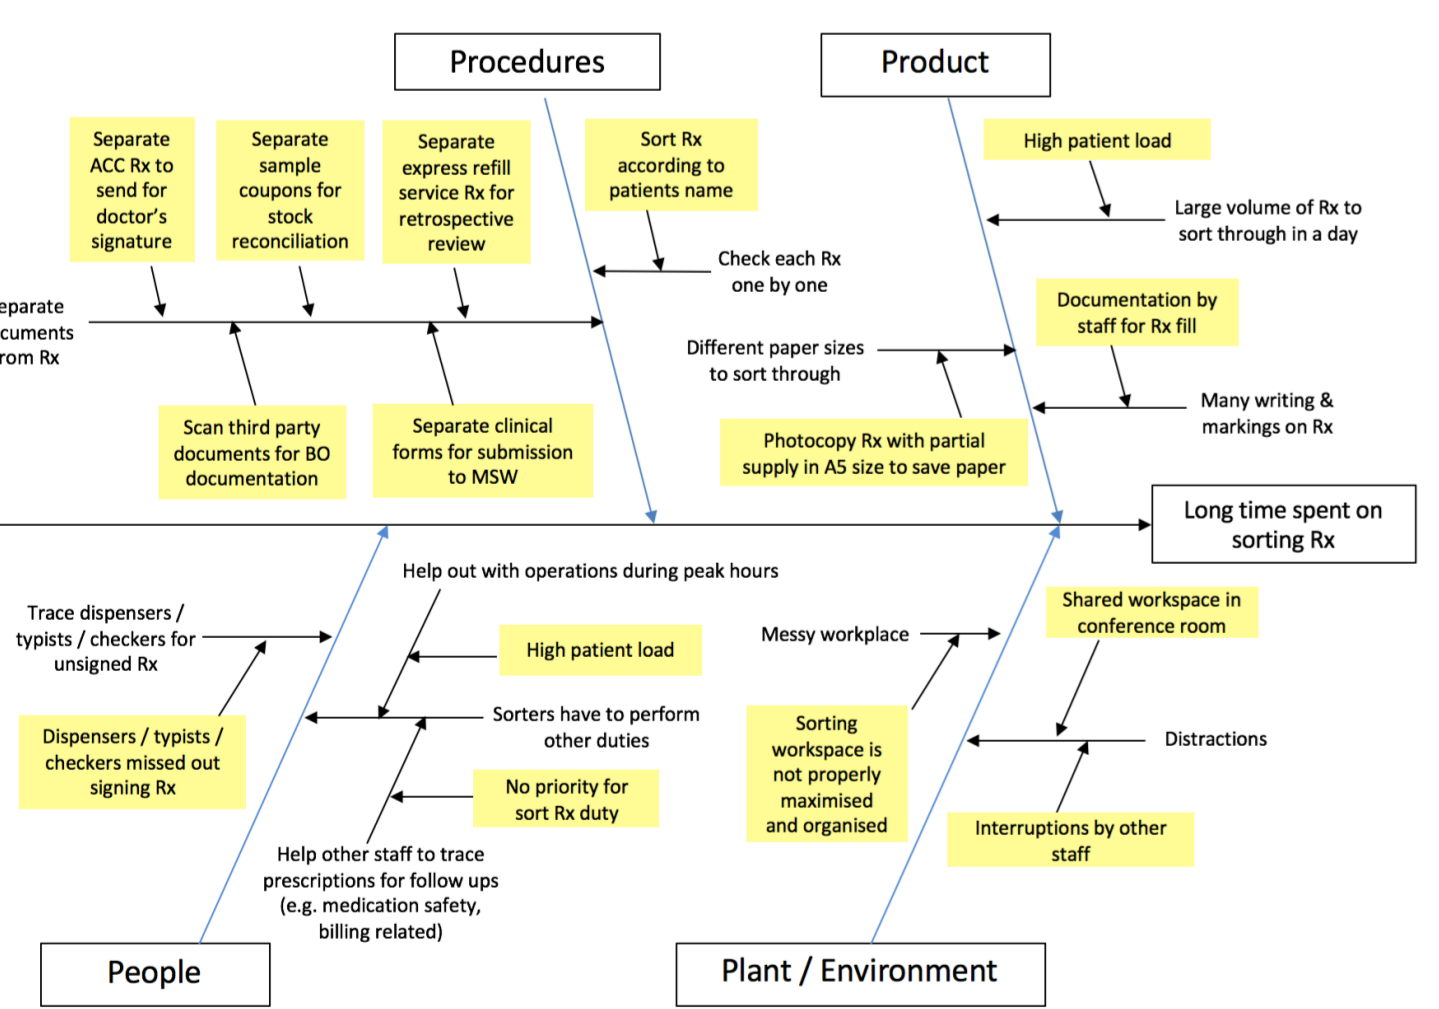 Procedures
Product
Separate
ACC Rx to
send for
doctor's
signature
Separate
sample
coupons for
stock
reconciliation
Separate
express refill
service Rx for
retrospective
review
Sort Rx
according to
patients name
High patient load
Large volume of Rx to
sort through in a day
Check each Rx
one by one
eparate
cuments
rom Rx
Documentation by
staff for Rx fill
Different paper sizes
to sort through
Many writing &
markings on Rx
Scan third party
documents for BO
documentation
Separate clinical
forms for submission
to MSW
Photocopy Rx with partial
supply in A5 size to save paper
Long time spent on
sorting Rx
Help out with operations during peak hours
Trace dispensers /
typists / checkers for
unsigned Rx
High patient load
Messy workplace
Shared workspace in
conference room
Dispensers / typists /
checkers missed out
signing Rx
Sorters have to perform
other duties
Sorting
workspace is
not properly
maximised
and organised
Distractions
No priority for
sort Rx duty
Interruptions by other
staff
Help other staff to trace
prescriptions for follow ups
(e.g. medication safety,
billing related)
People
Plant / Environment